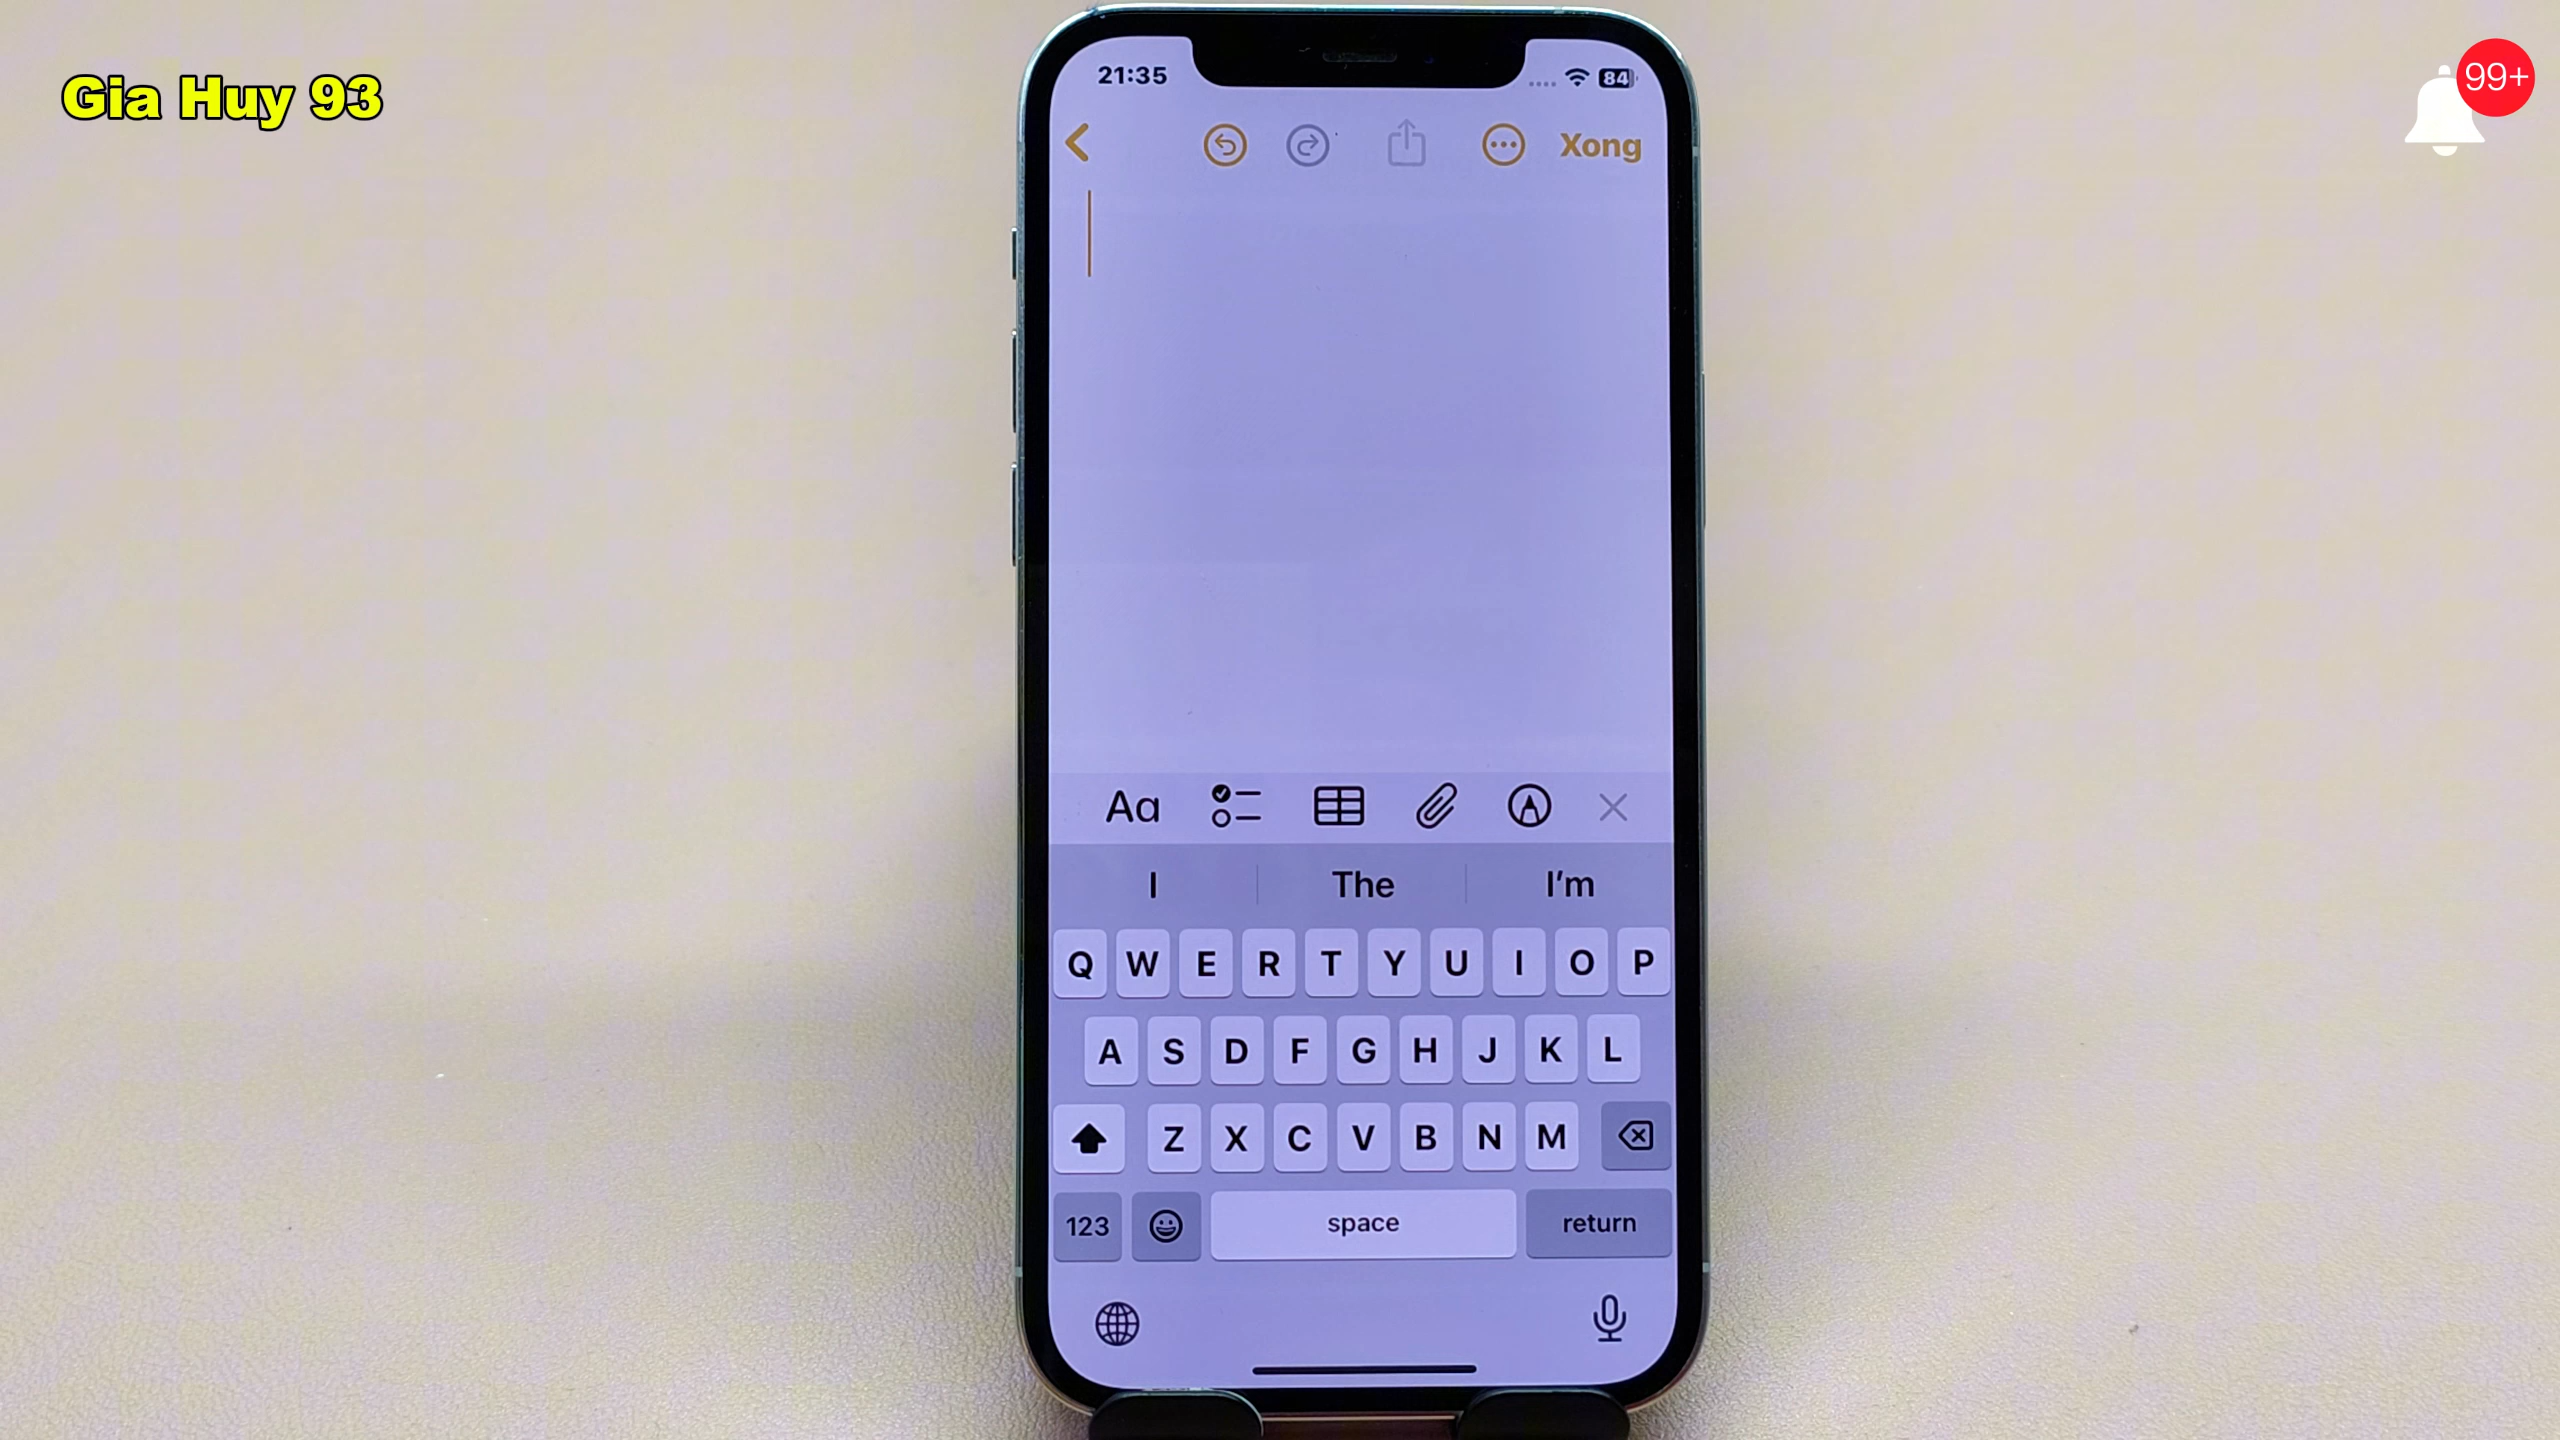 Gia Huy 93
99+
21:35
84
Xong
Aa
I The I'm
Q W E R T Y U I O P
A S D F G H J K L
Z X C V B N M
123 space return